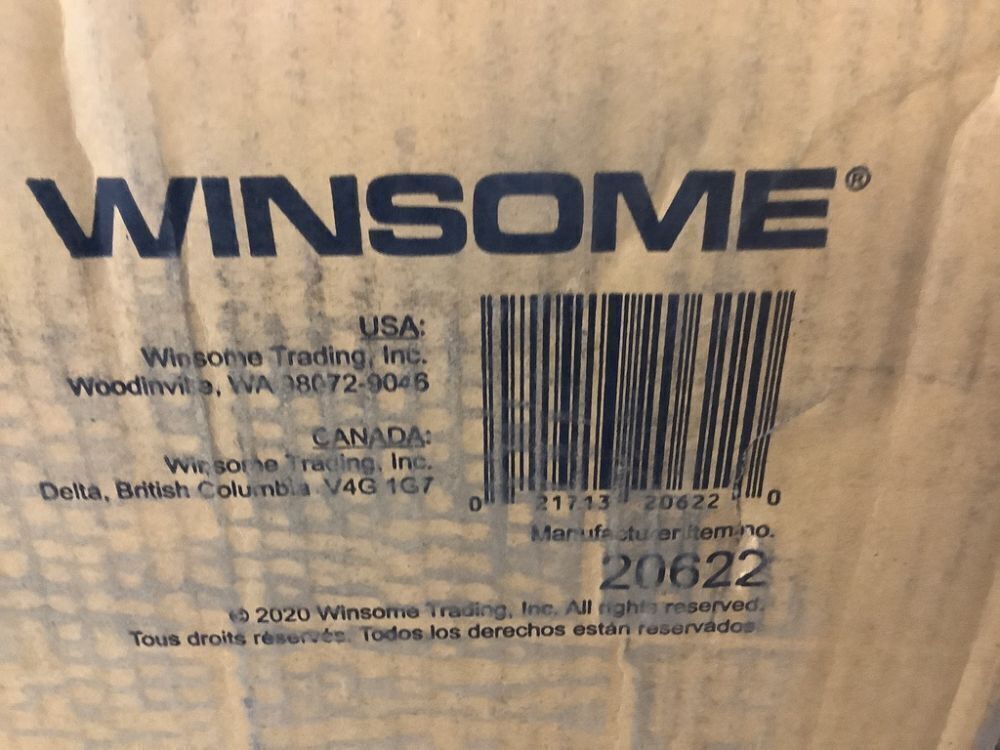 WINSOME®
USA:
Winsome Trading, Inc.
Woodinville, WA 98072-9046
CANADA:
Winsome Trading, Inc.
Delta, British Columbia V4G 1G7
0 21713 20622 0
Manufacturer item no.
20622
© 2020 Winsome Trading, Inc. All rights reserved.
Tous droits réservés. Todos los derechos están reservados